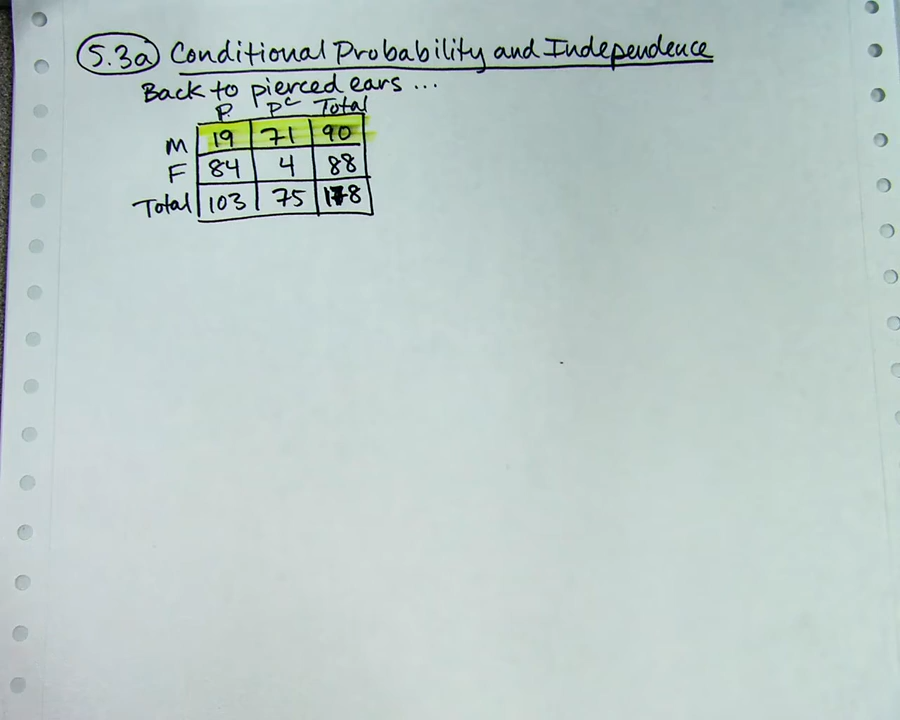 5.3a Conditional Probability and Independence
Back to pierced ears ...
P Pᶜ Total
M 19 71 90
F 84 4 88
Total 103 75 178